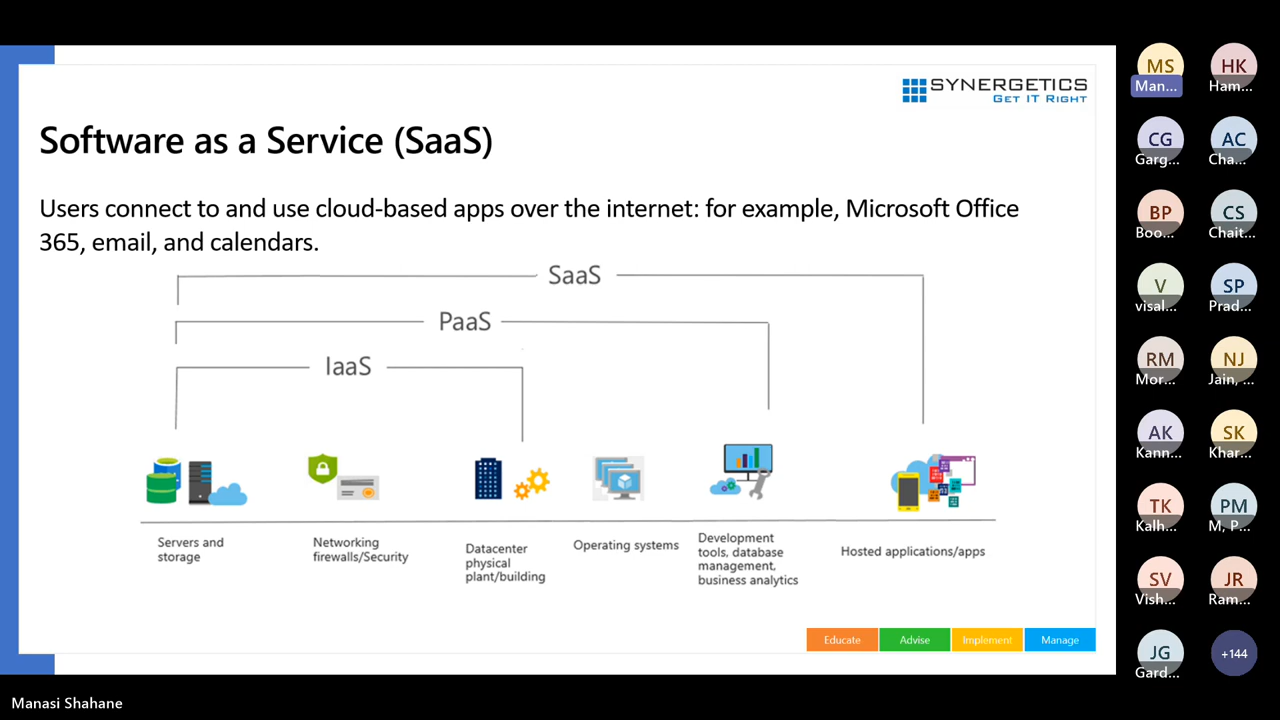 SYNERGETICS
GET IT RIGHT
Software as a Service (SaaS)
Users connect to and use cloud-based apps over the internet: for example, Microsoft Office
365, email, and calendars.
SaaS
PaaS
IaaS
Servers and
storage
Networking
firewalls/Security
Datacenter
physical
plant/building
Operating systems
Development
tools, database
management,
business analytics
Hosted applications/apps
Educate
Advise
Implement
Manage
MS
Man...
HK
Ham...
CG
Garg...
AC
Cha...
BP
Boo...
CS
Chait...
V
visal...
SP
Prad...
RM
Mor...
NJ
Jain, ...
AK
Kann...
SK
Khar...
TK
Kalh...
PM
M, P...
SV
Vish...
JR
Ram...
JG
Gard...
+144
Manasi Shahane